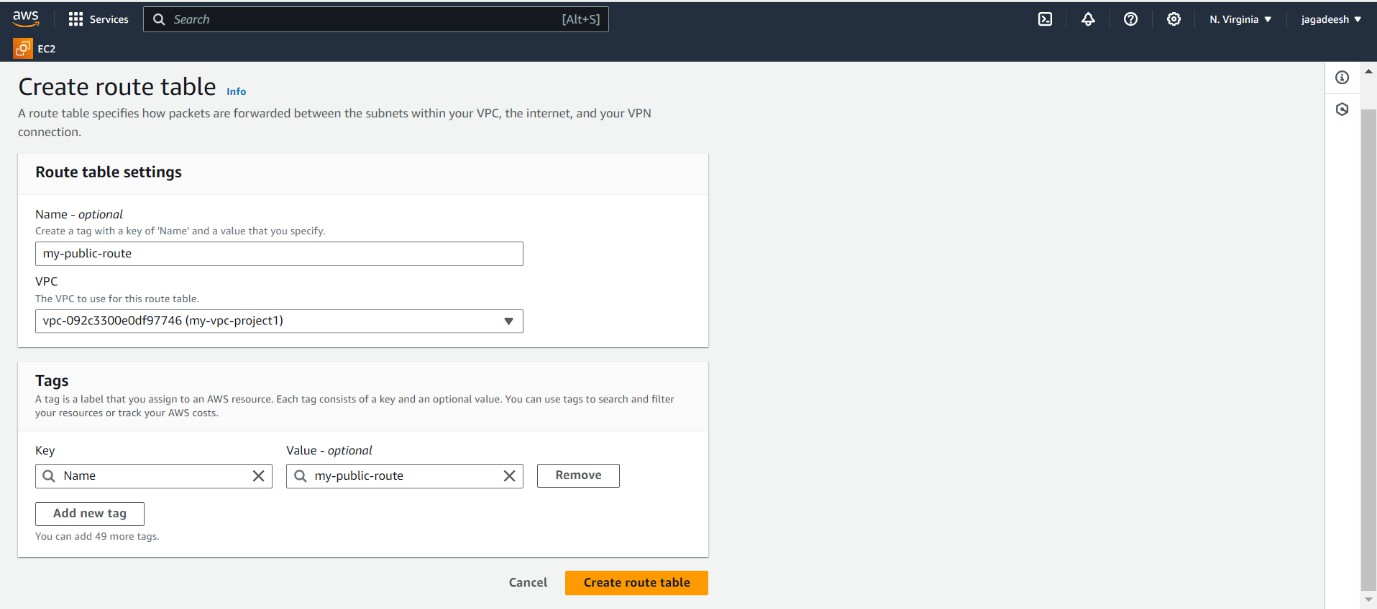 aws
Services
Search
[Alt+S]
N. Virginia
jagadeesh
EC2
Create route table Info
A route table specifies how packets are forwarded between the subnets within your VPC, the internet, and your VPN
connection.
Route table settings
Name - optional
Create a tag with a key of 'Name' and a value that you specify.
my-public-route
VPC
The VPC to use for this route table.
vpc-092c3300e0df97746 (my-vpc-project1)
Tags
A tag is a label that you assign to an AWS resource. Each tag consists of a key and an optional value. You can use tags to search and filter
your resources or track your AWS costs.
Key
Value - optional
Name
my-public-route
Remove
Add new tag
You can add 49 more tags.
Cancel
Create route table